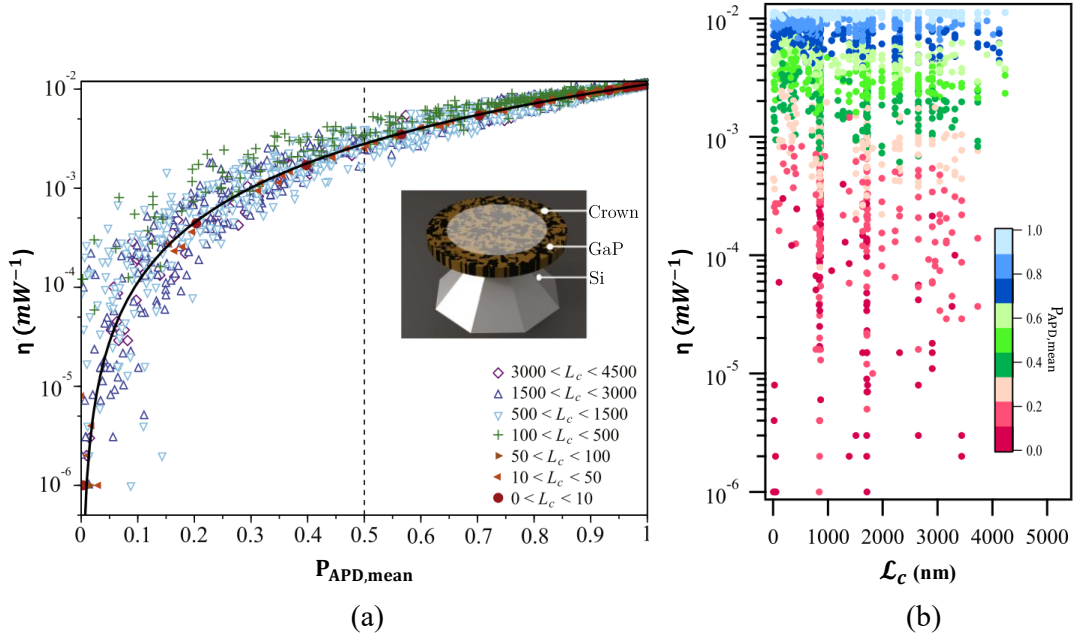 10⁻²
10⁻³
10⁻⁴
10⁻⁵
10⁻⁶
η (mW⁻¹)
Crown
GaP
Si
3000 < L_c < 4500
1500 < L_c < 3000
500 < L_c < 1500
100 < L_c < 500
50 < L_c < 100
10 < L_c < 50
0 < L_c < 10
0 0.1 0.2 0.3 0.4 0.5 0.6 0.7 0.8 0.9 1
P_APD,mean
(a)
10⁻²
10⁻³
10⁻⁴
10⁻⁵
10⁻⁶
η (mW⁻¹)
1.0
0.8
0.6
0.4
0.2
0.0
P_APD,mean
0 1000 2000 3000 4000 5000
ℒ_c (nm)
(b)